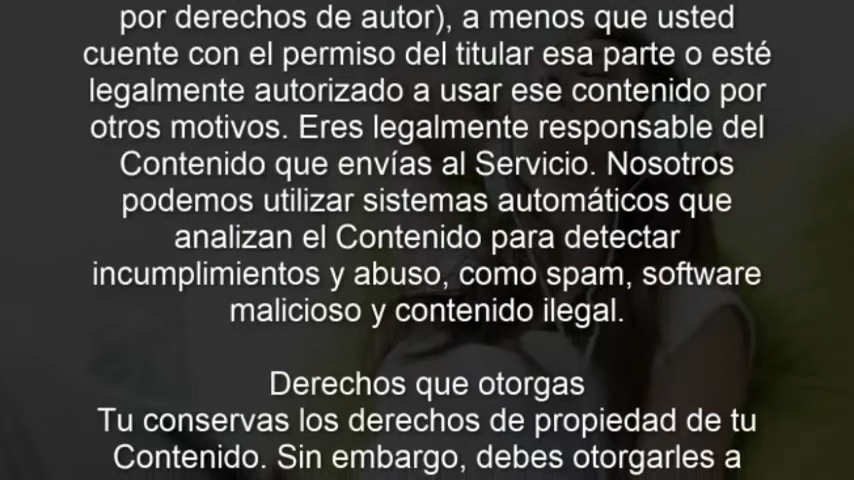 por derechos de autor), a menos que usted
cuente con el permiso del titular esa parte o esté
legalmente autorizado a usar ese contenido por
otros motivos. Eres legalmente responsable del
Contenido que envías al Servicio. Nosotros
podemos utilizar sistemas automáticos que
analizan el Contenido para detectar
incumplimientos y abuso, como spam, software
malicioso y contenido ilegal.
Derechos que otorgas
Tu conservas los derechos de propiedad de tu
Contenido. Sin embargo, debes otorgarles a